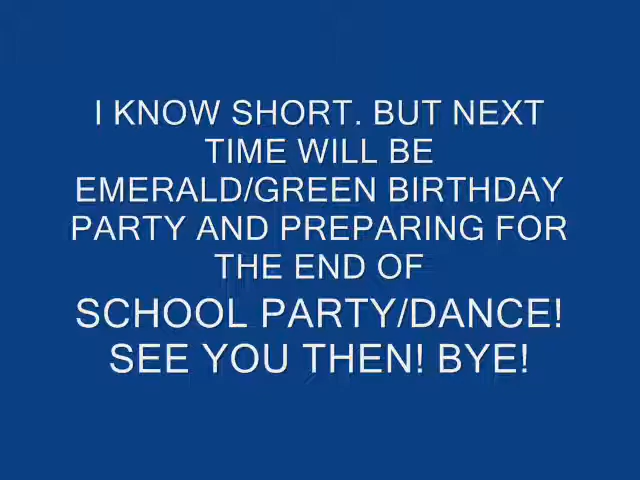 I KNOW SHORT. BUT NEXT
TIME WILL BE
EMERALD/GREEN BIRTHDAY
PARTY AND PREPARING FOR
THE END OF
SCHOOL PARTY/DANCE!
SEE YOU THEN! BYE!